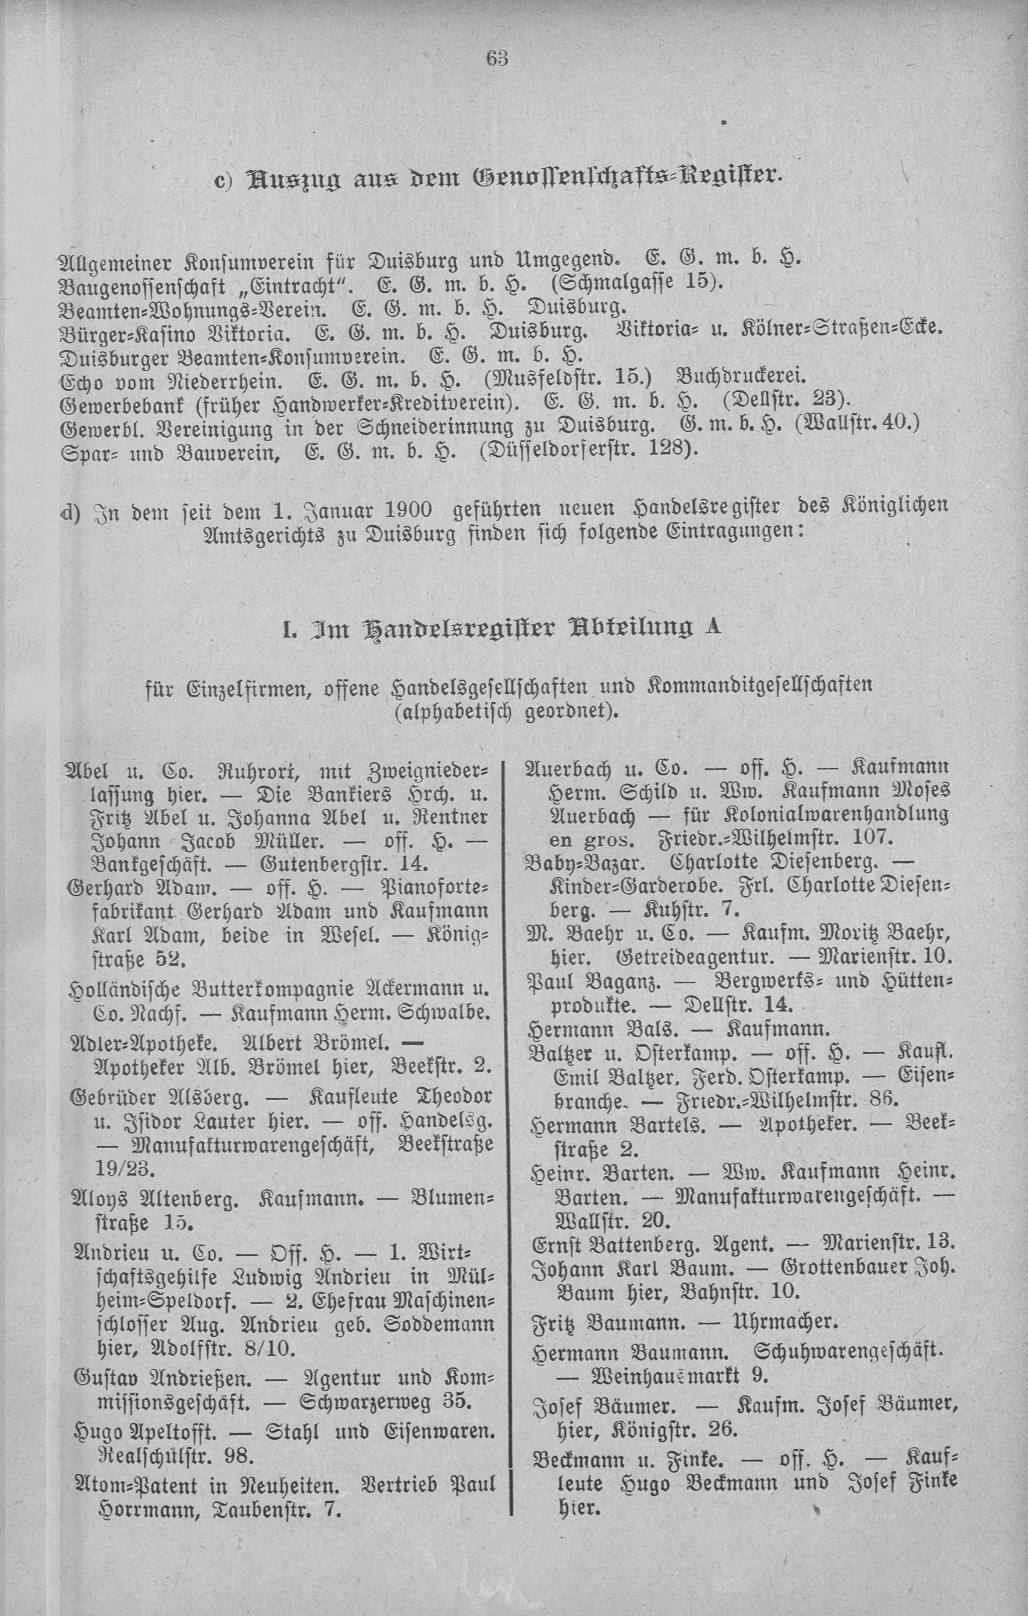 63
c) Auszug aus dem Genossenschafts-Register.
Allgemeiner Konsumverein für Duisburg und Umgegend. E. G. m. b. H.
Baugenossenschaft „Eintracht“. E. G. m. b. H. (Schmalgasse 15).
Beamten-Wohnungs-Verein. E. G. m. b. H. Duisburg.
Bürger-Kasino Viktoria. E. G. m. b. H. Duisburg. Viktoria- u. Kölner-Straßen-Ecke.
Duisburger Beamten-Konsumverein. E. G. m. b. H.
Echo vom Niederrhein. E. G. m. b. H. (Musfeldstr. 15.) Buchdruckerei.
Gewerbebank (früher Handwerker-Kreditverein). E. G. m. b. H. (Dellstr. 23).
Gewerbl. Vereinigung in der Schneiderinnung zu Duisburg. G. m. b. H. (Wallstr. 40.)
Spar- und Bauverein, E. G. m. b. H. (Düsseldorferstr. 128).
d) In dem seit dem 1. Januar 1900 geführten neuen Handelsregister des Königlichen
Amtsgerichts zu Duisburg finden sich folgende Eintragungen:
I. Im Handelsregister Abteilung A
für Einzelfirmen, offene Handelsgesellschaften und Kommanditgesellschaften
(alphabetisch geordnet).
Abel u. Co. Ruhrort, mit Zweignieder-
lassung hier. — Die Bankiers Hrch. u.
Fritz Abel u. Johanna Abel u. Rentner
Johann Jacob Müller. — off. H. —
Bankgeschäft. — Gutenbergstr. 14.
Gerhard Adam. — off. H. — Pianoforte-
fabrikant Gerhard Adam und Kaufmann
Karl Adam, beide in Wesel. — König-
straße 52.
Holländische Butterkompagnie Ackermann u.
Co. Nachf. — Kaufmann Herm. Schwalbe.
Adler-Apotheke. Albert Brömel. —
Apotheker Alb. Brömel hier, Beekstr. 2.
Gebrüder Alsberg. — Kaufleute Theodor
u. Isidor Lauter hier. — off. Handelsg.
— Manufakturwarengeschäft, Beekstraße
19/23.
Aloys Altenberg. Kaufmann. — Blumen-
straße 15.
Andrieu u. Co. — Off. H. — 1. Wirt-
schaftsgehilfe Ludwig Andrieu in Mül-
heim-Speldorf. — 2. Ehefrau Maschinen-
schlosser Aug. Andrieu geb. Soddemann
hier, Adolfstr. 8/10.
Gustav Andrießen. — Agentur und Kom-
missionsgeschäft. — Schwarzerweg 35.
Hugo Apeltofft. — Stahl und Eisenwaren.
Realschulstr. 98.
Atom-Patent in Neuheiten. Vertrieb Paul
Horrmann, Taubenstr. 7.
Auerbach u. Co. — off. H. — Kaufmann
Herm. Schild u. Ww. Kaufmann Moses
Auerbach — für Kolonialwarenhandlung
en gros. Friedr.-Wilhelmstr. 107.
Baby-Bazar. Charlotte Diesenberg. —
Kinder-Garderobe. Frl. Charlotte Diesen-
berg. — Kuhstr. 7.
M. Baehr u. Co. — Kaufm. Moritz Baehr,
hier. Getreideagentur. — Marienstr. 10.
Paul Baganz. — Bergwerks- und Hütten-
produkte. — Dellstr. 14.
Hermann Bals. — Kaufmann.
Baltzer u. Osterkamp. — off. H. — Kaufl.
Emil Baltzer, Ferd. Osterkamp. — Eisen-
branche. — Friedr.-Wilhelmstr. 86.
Hermann Bartels. — Apotheker. — Beek-
straße 2.
Heinr. Barten. — Ww. Kaufmann Heinr.
Barten. — Manufakturwarengeschäft. —
Wallstr. 20.
Ernst Battenberg. Agent. — Marienstr. 13.
Johann Karl Baum. — Grottenbauer Joh.
Baum hier, Bahnstr. 10.
Fritz Baumann. — Uhrmacher.
Hermann Baumann. Schuhwarengeschäft.
— Weinhausmarkt 9.
Josef Bäumer. — Kaufm. Josef Bäumer,
hier, Königstr. 26.
Beckmann u. Finke. — off. H. — Kauf-
leute Hugo Beckmann und Josef Finke
hier.